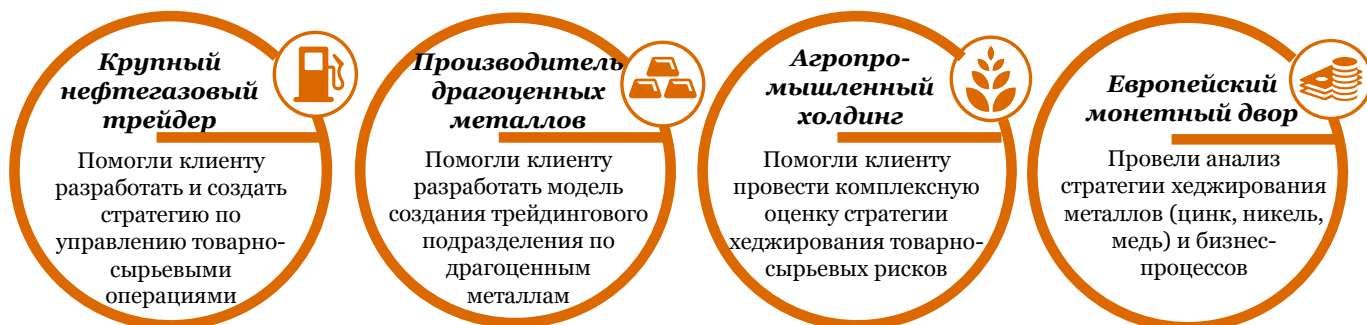 Крупный
нефтегазовый
трейдер
Помогли клиенту
разработать и создать
стратегию по
управлению товарно-
сырьевыми
операциями
Производитель
драгоценных
металлов
Помогли клиенту
разработать модель
создания трейдингового
подразделения по
драгоценным
металлам
Агропро-
мышленный
холдинг
Помогли клиенту
провести комплексную
оценку стратегии
хеджирования товарно-
сырьевых рисков
Европейский
монетный двор
Провели анализ
стратегии хеджирования
металлов (цинк, никель,
медь) и бизнес-
процессов